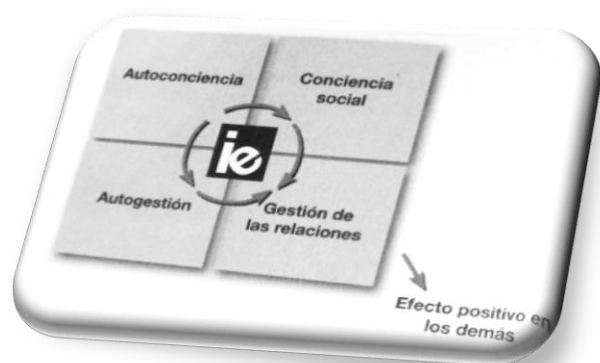 Autoconciencia
Conciencia
social
ie
Autogestión
Gestión de
las relaciones
Efecto positivo en
los demás